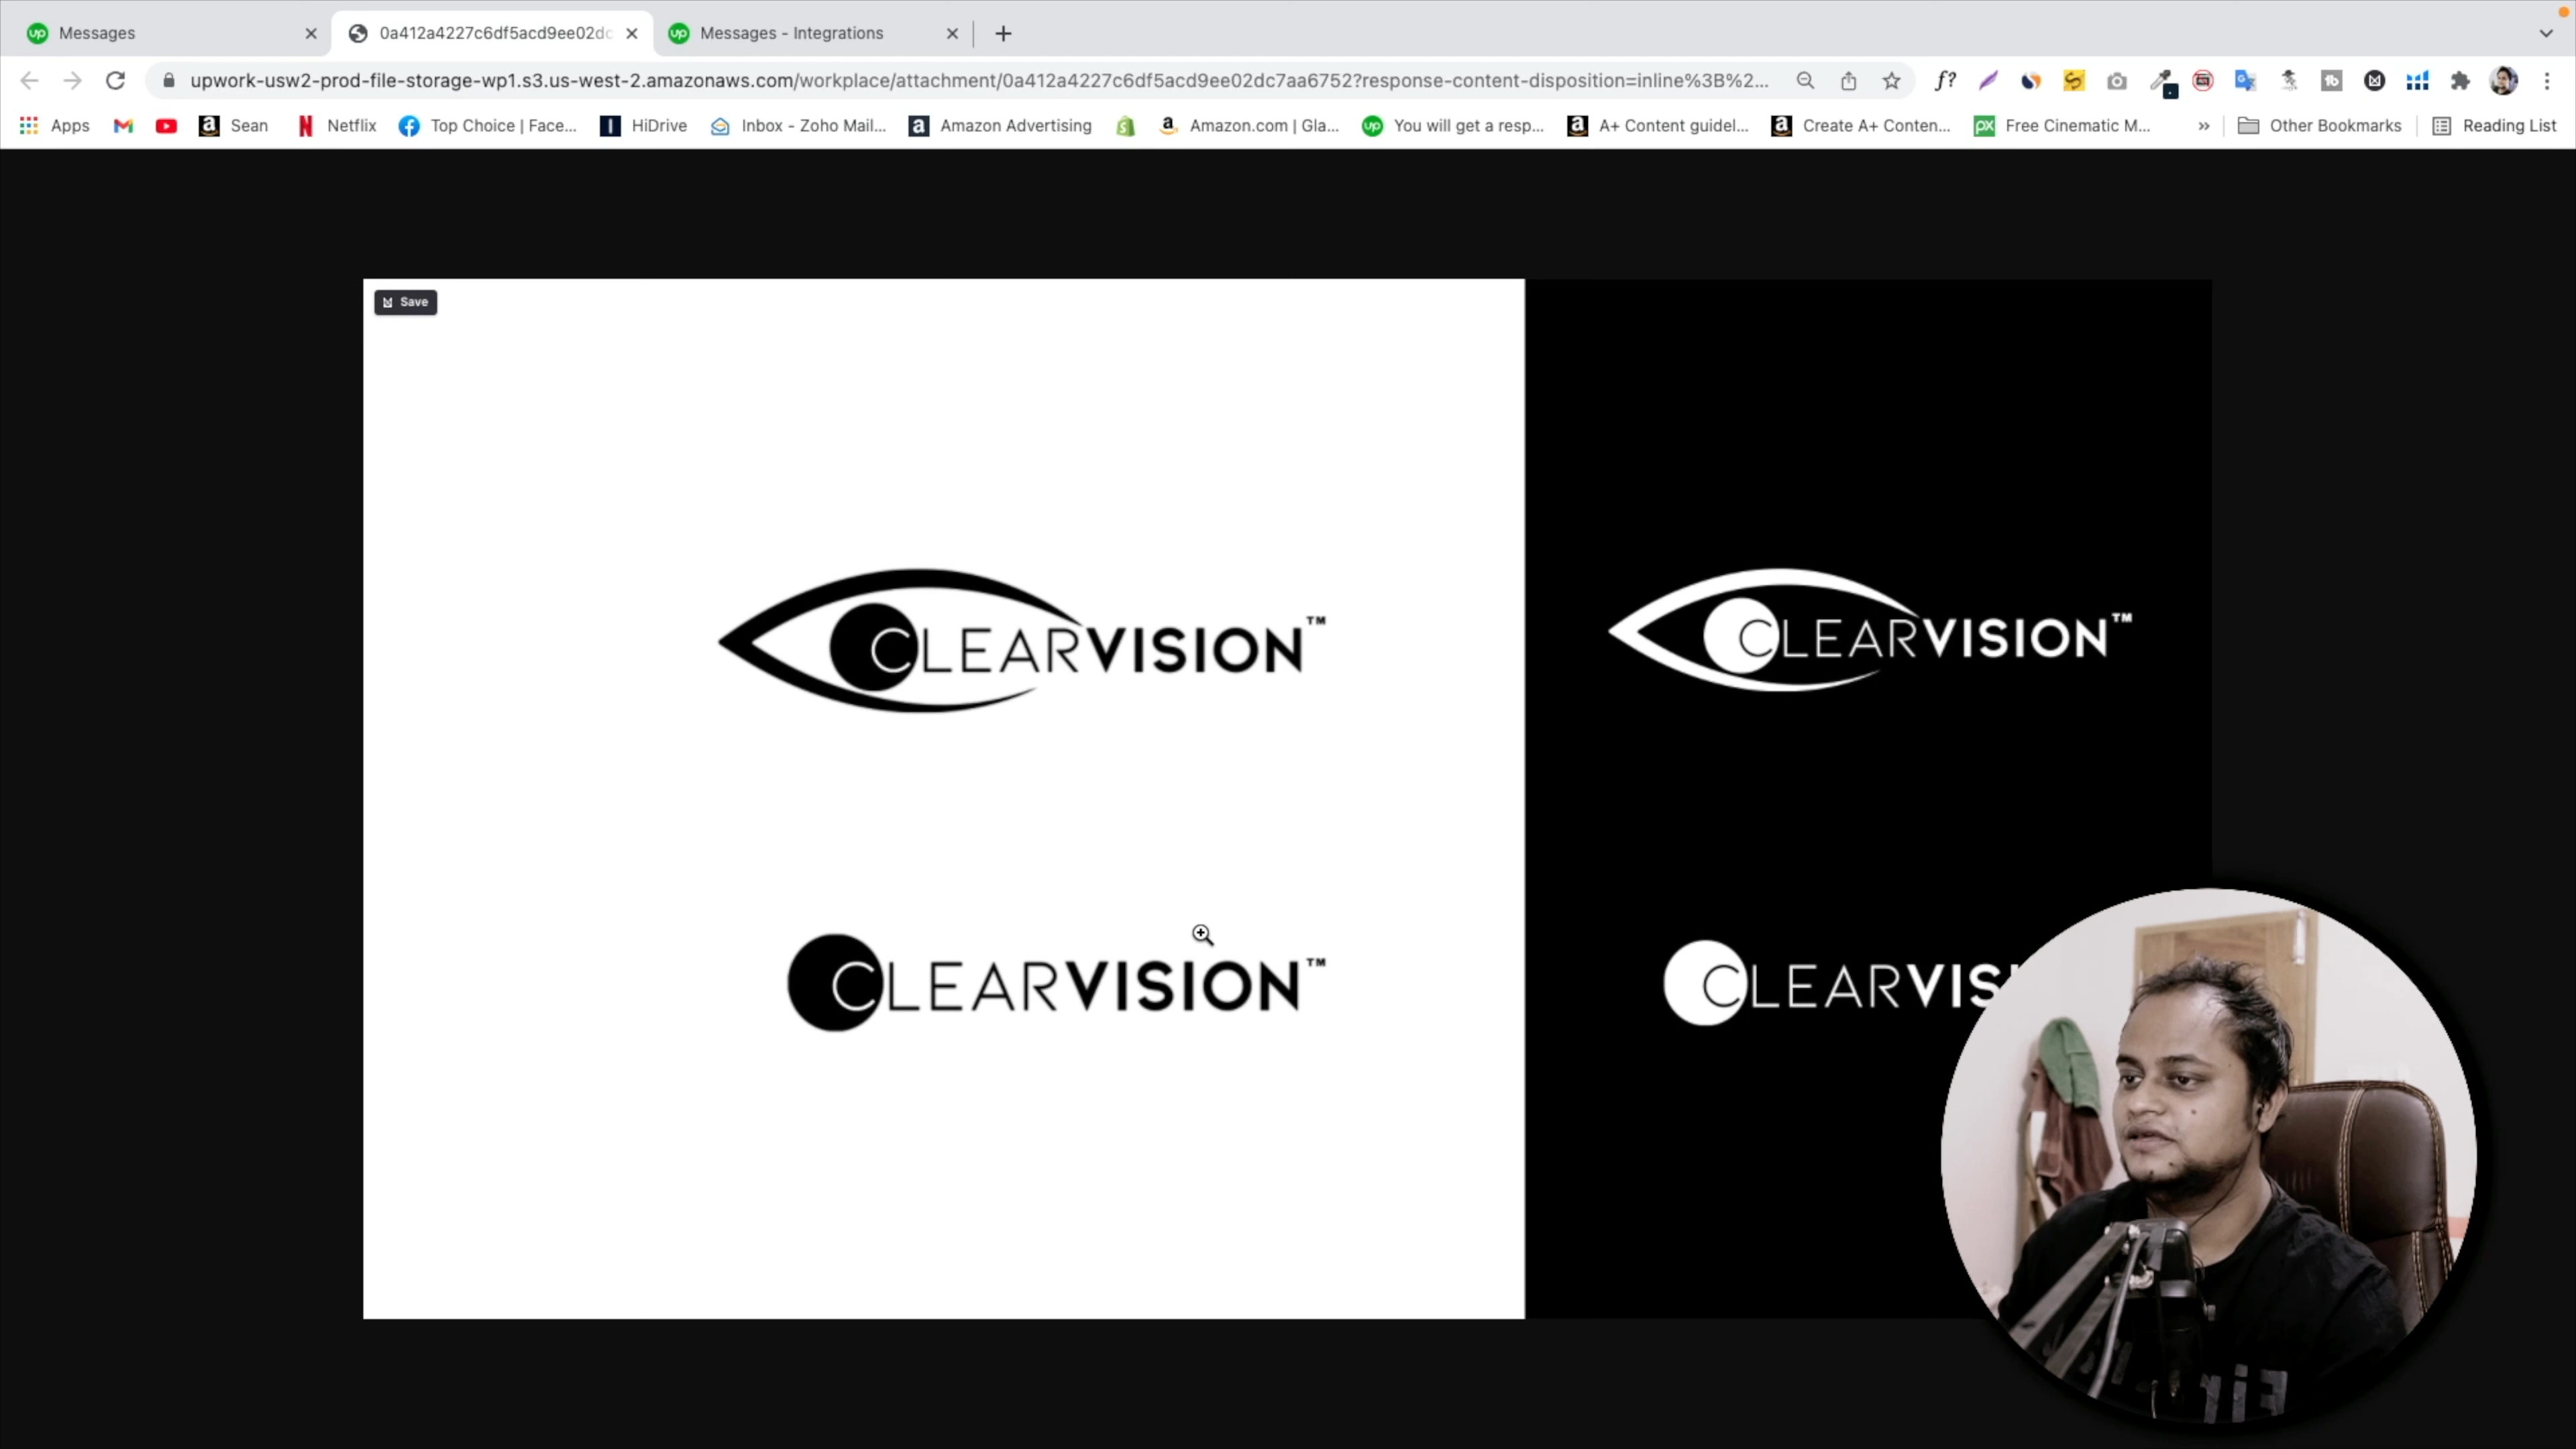 Messages
0a412a4227c6df5acd9ee02dc
Messages - Integrations
upwork-usw2-prod-file-storage-wp1.s3.us-west-2.amazonaws.com/workplace/attachment/0a412a4227c6df5acd9ee02dc7aa6752?response-content-disposition=inline%3B%2...
Apps
Sean
Netflix
Top Choice | Face...
HiDrive
Inbox - Zoho Mail...
Amazon Advertising
Amazon.com | Gla...
You will get a resp...
A+ Content guidel...
Create A+ Conten...
Free Cinematic M...
»
Other Bookmarks
Reading List
Save
CLEARVISION™
CLEARVISION™
CLEARVISION™
CLEARVIS